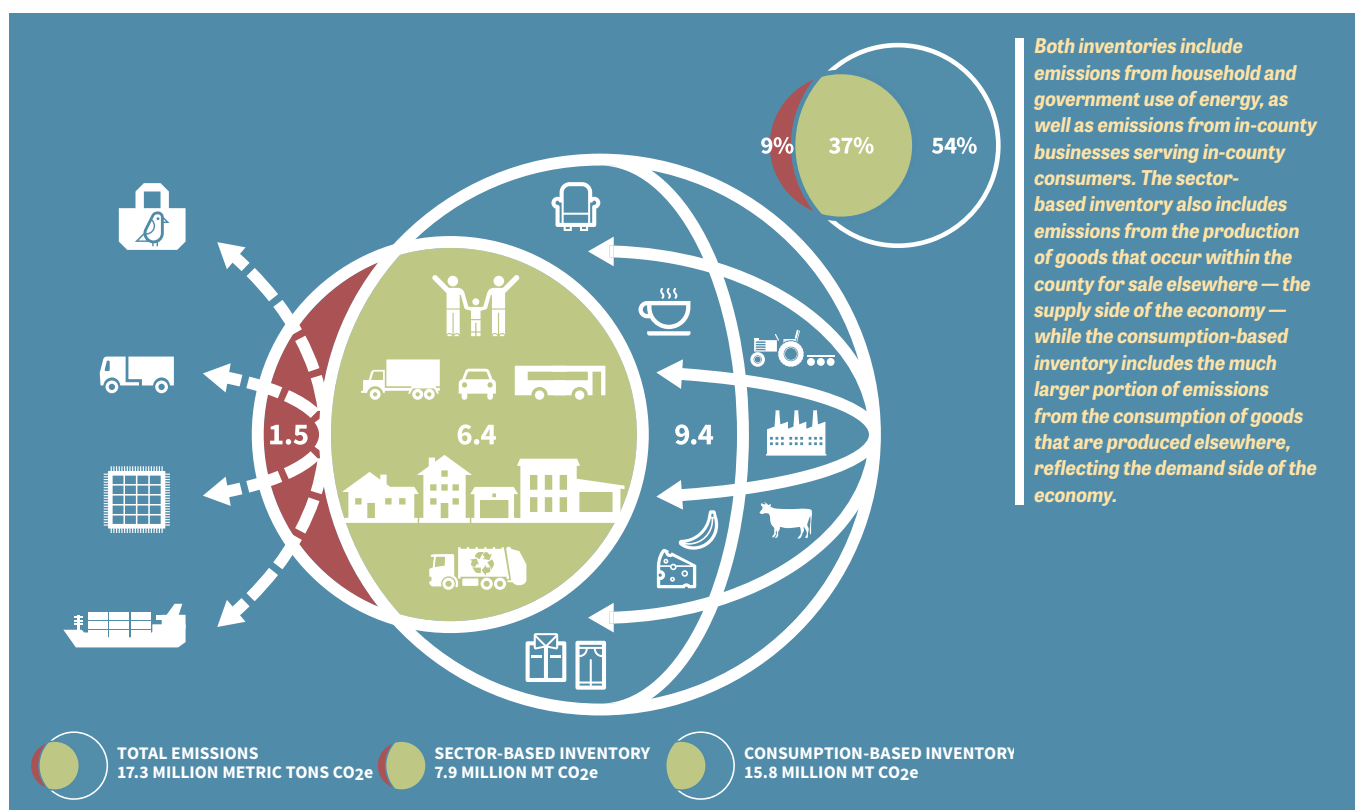 Both inventories include
emissions from household and
government use of energy, as
well as emissions from in-county
businesses serving in-county
consumers. The sector-
based inventory also includes
emissions from the production
of goods that occur within the
county for sale elsewhere — the
supply side of the economy —
while the consumption-based
inventory includes the much
larger portion of emissions
from the consumption of goods
that are produced elsewhere,
reflecting the demand side of the
economy.
9% 37% 54%
1.5 6.4 9.4
TOTAL EMISSIONS
17.3 MILLION METRIC TONS CO2e
SECTOR-BASED INVENTORY
7.9 MILLION MT CO2e
CONSUMPTION-BASED INVENTORY
15.8 MILLION MT CO2e